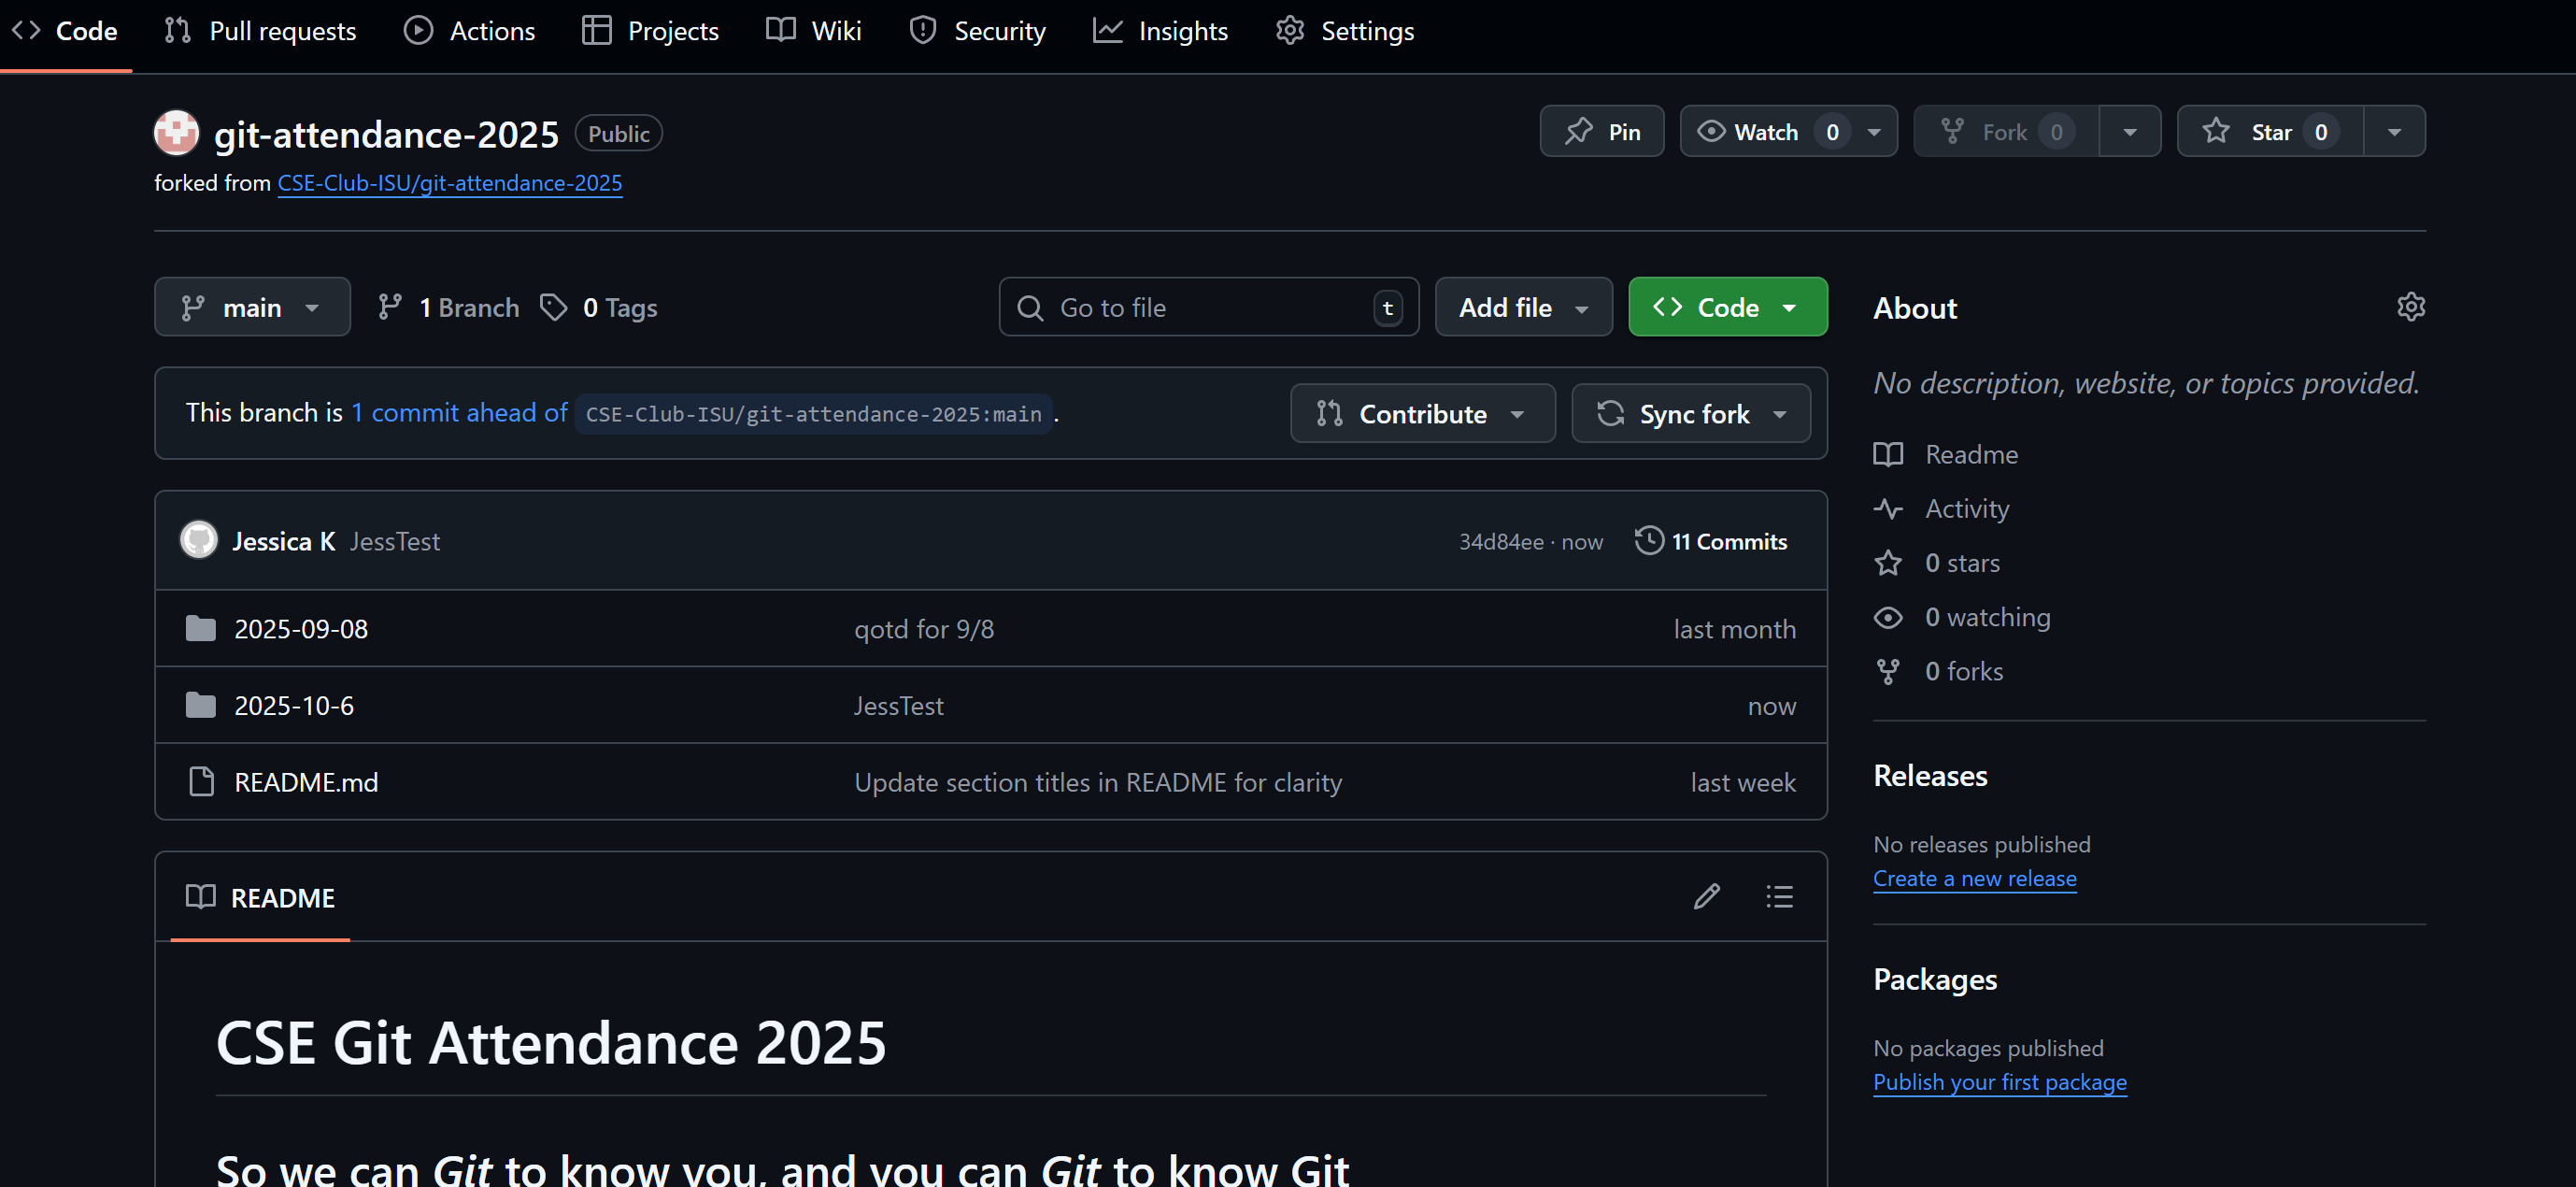 Code Pull requests Actions Projects Wiki Security Insights Settings
git-attendance-2025 Public Pin Watch 0 Fork 0 Star 0
forked from CSE-Club-ISU/git-attendance-2025
main 1 Branch 0 Tags Go to file t Add file Code
This branch is 1 commit ahead of CSE-Club-ISU/git-attendance-2025:main . Contribute Sync fork
Jessica K JessTest 34d84ee · now 11 Commits
2025-09-08 qotd for 9/8 last month
2025-10-6 JessTest now
README.md Update section titles in README for clarity last week
README
CSE Git Attendance 2025
So we can Git to know you, and you can Git to know Git
About
No description, website, or topics provided.
Readme
Activity
0 stars
0 watching
0 forks
Releases
No releases published
Create a new release
Packages
No packages published
Publish your first package